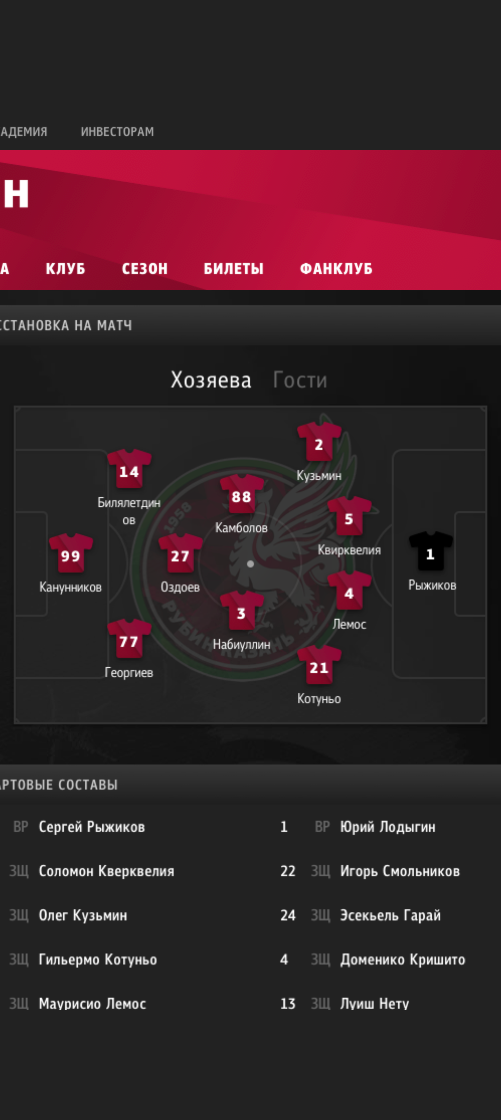 АДЕМИЯ ИНВЕСТОРАМ
Н
А КЛУБ СЕЗОН БИЛЕТЫ ФАНКЛУБ
ССТАНОВКА НА МАТЧ
Хозяева Гости
2
Кузьмин
14
Билялетдин
ов
88
Камболов
5
Квирквелия
99
Канунников
27
Оздоев
1
Рыжиков
4
Лемос
3
Набиуллин
77
Георгиев
21
Котуньо
1958
РУБИН КАЗАНЬ
АРТОВЫЕ СОСТАВЫ
ВР Сергей Рыжиков 1 ВР Юрий Лодыгин
ЗЩ Соломон Кверквелия 22 ЗЩ Игорь Смольников
ЗЩ Олег Кузьмин 24 ЗЩ Эсекьель Гарай
ЗЩ Гильермо Котуньо 4 ЗЩ Доменико Кришито
ЗЩ Маурисио Лемос 13 ЗЩ Луиш Нету